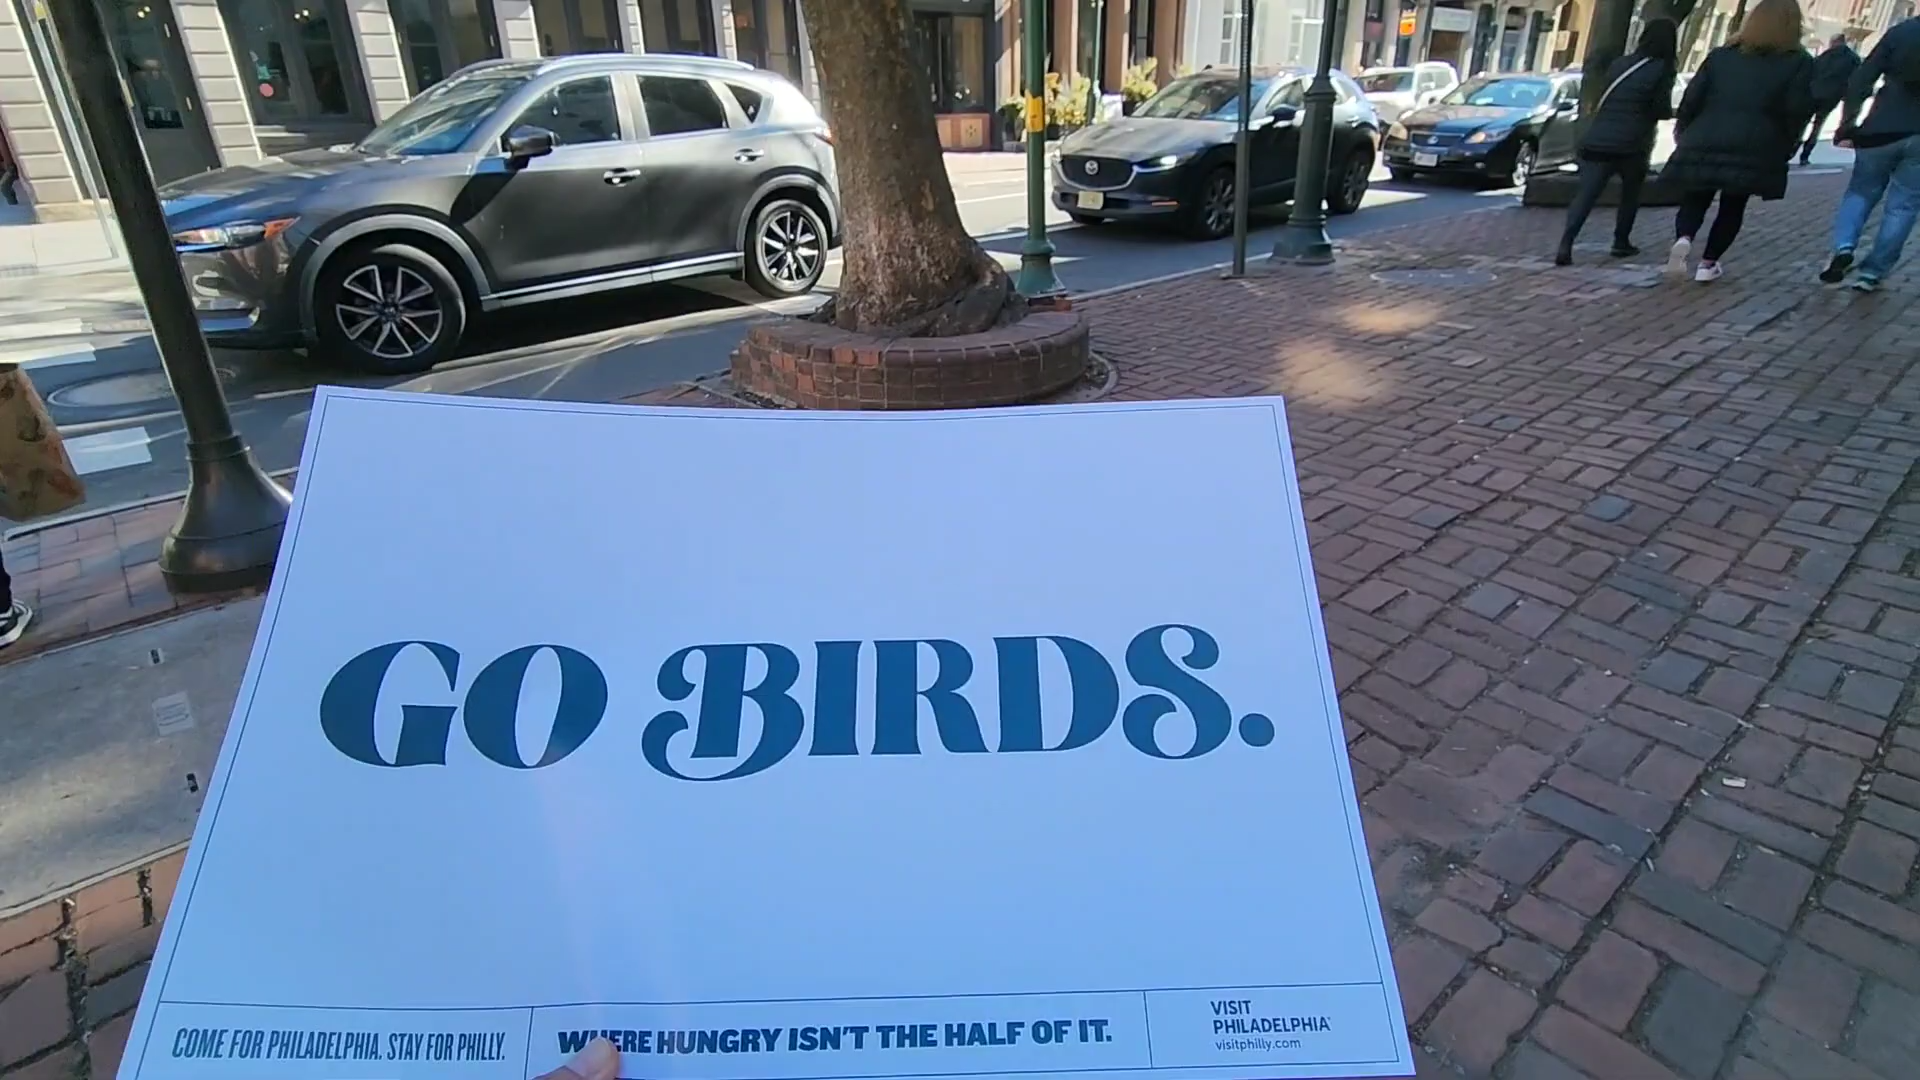 GO BIRDS.
COME FOR PHILADELPHIA. STAY FOR PHILLY.
WHERE HUNGRY ISN'T THE HALF OF IT.
VISIT
PHILADELPHIA
visitphilly.com